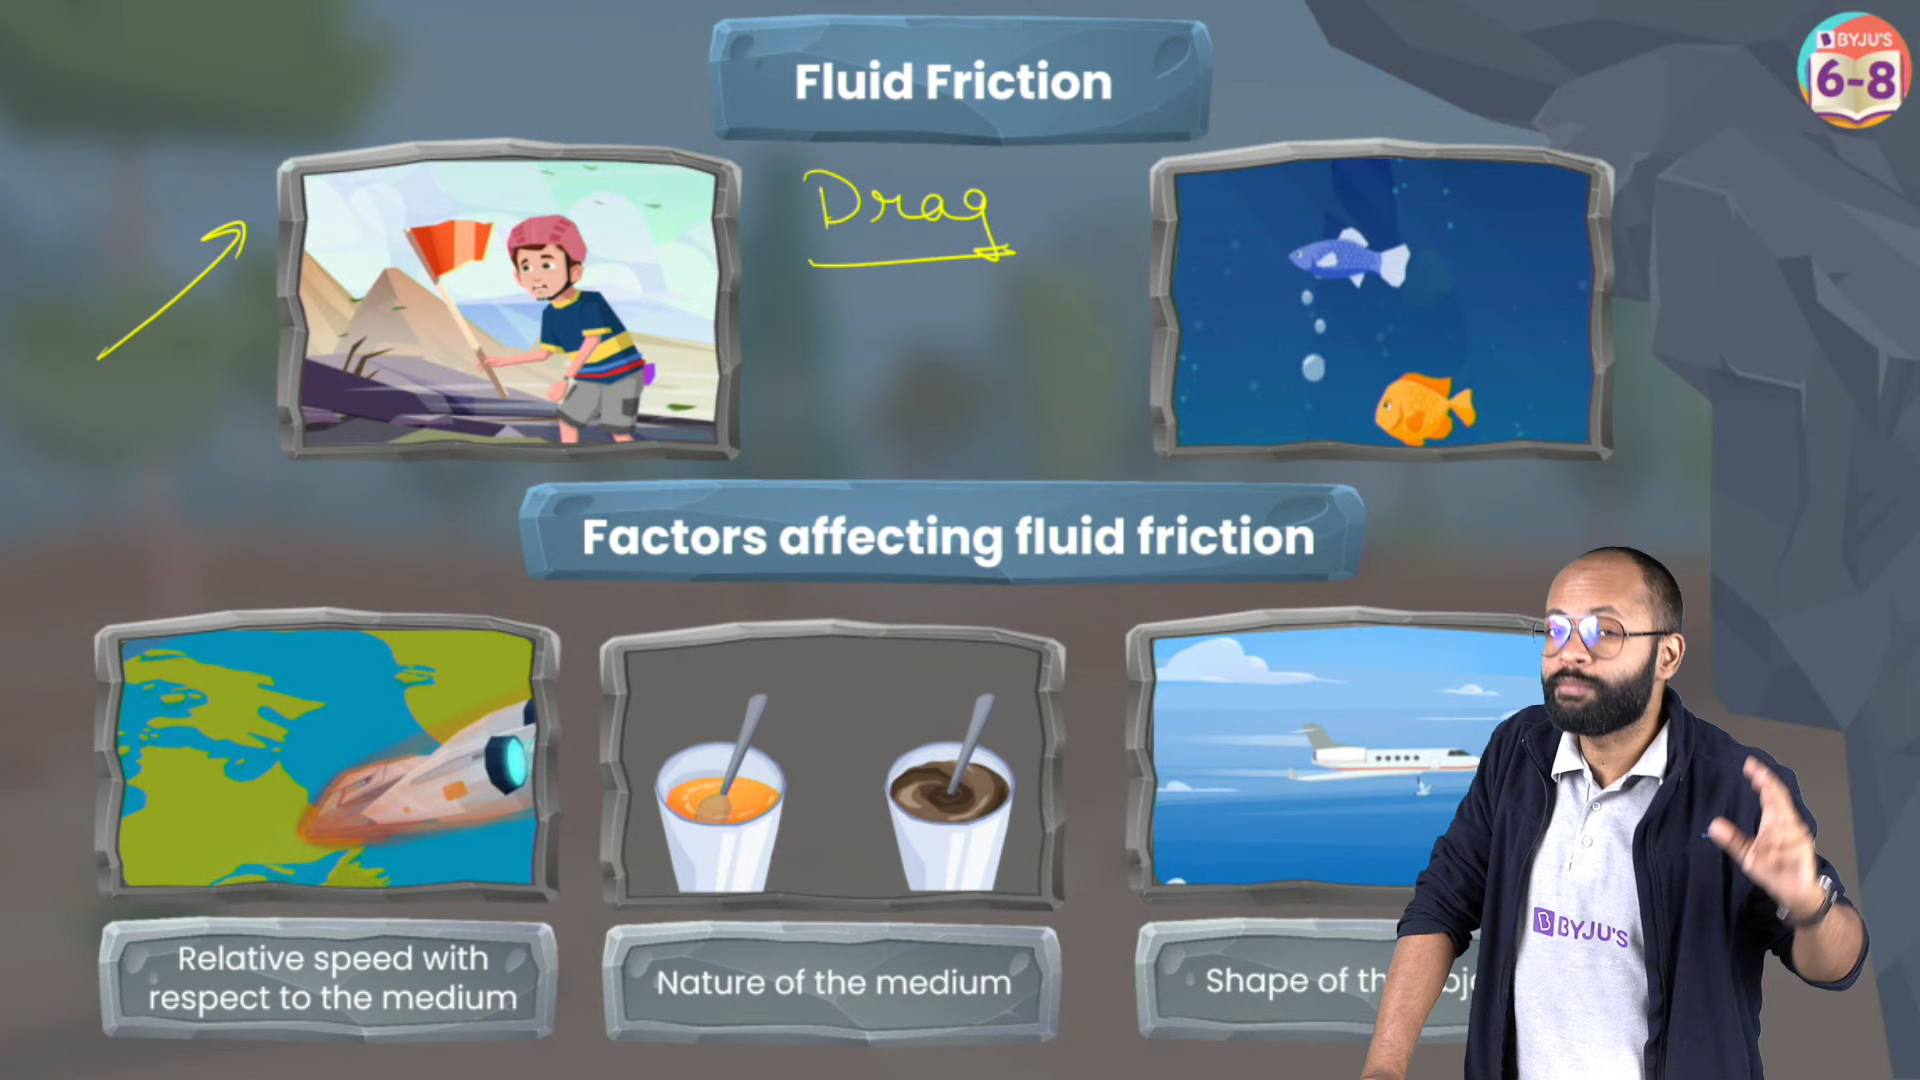 Fluid Friction
BYJU'S
6-8
Drag
Factors affecting fluid friction
Relative speed with
respect to the medium
Nature of the medium
Shape of th
BYJU'S